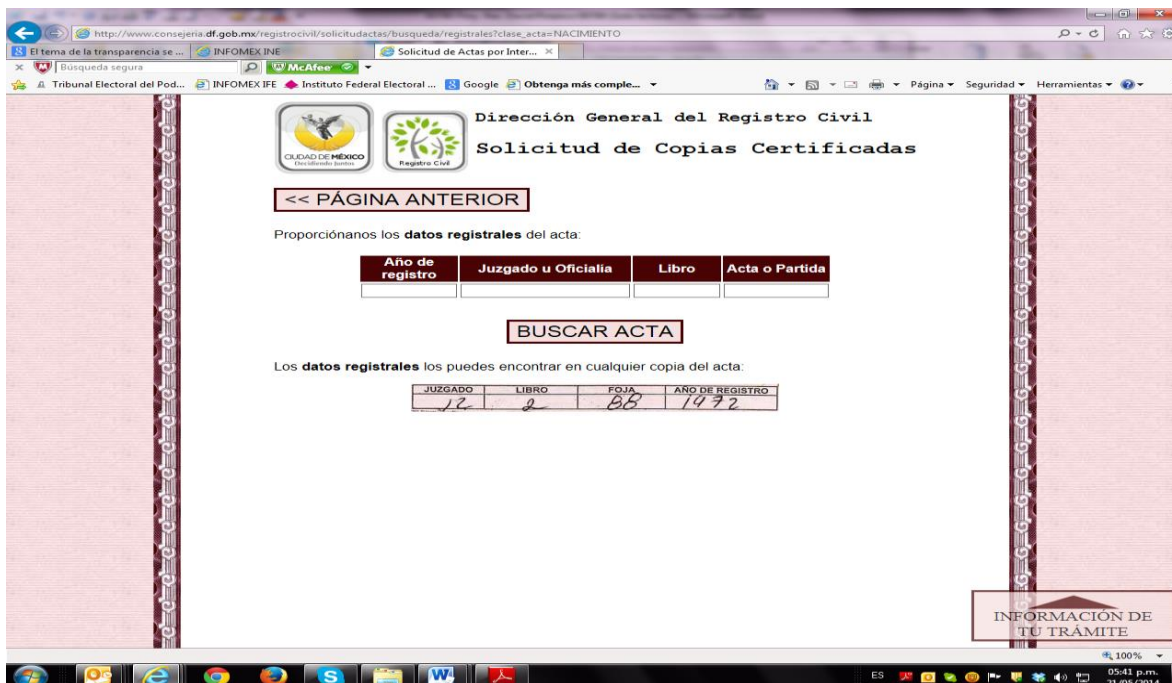 http://www.consejeria.df.gob.mx/registrocivil/solicitudactas/busqueda/registrales?clase_acta=NACIMIENTO
El tema de la transparencia se ... INFOMEX INE Solicitud de Actas por Inter...
Búsqueda segura McAfee
Tribunal Electoral del Pod... INFOMEX IFE Instituto Federal Electoral ... Google Obtenga más comple... Página Seguridad Herramientas
Dirección General del Registro Civil
Solicitud de Copias Certificadas
CIUDAD DE MÉXICO
Decidiendo Juntos
Registro Civil
<< PÁGINA ANTERIOR
Proporciónanos los datos registrales del acta:
Año de registro Juzgado u Oficialía Libro Acta o Partida
BUSCAR ACTA
Los datos registrales los puedes encontrar en cualquier copia del acta:
JUZGADO LIBRO FOJA AÑO DE REGISTRO
12 2 88 1972
INFORMACIÓN DE
TU TRÁMITE
100%
ES 05:41 p.m.
21/05/2014